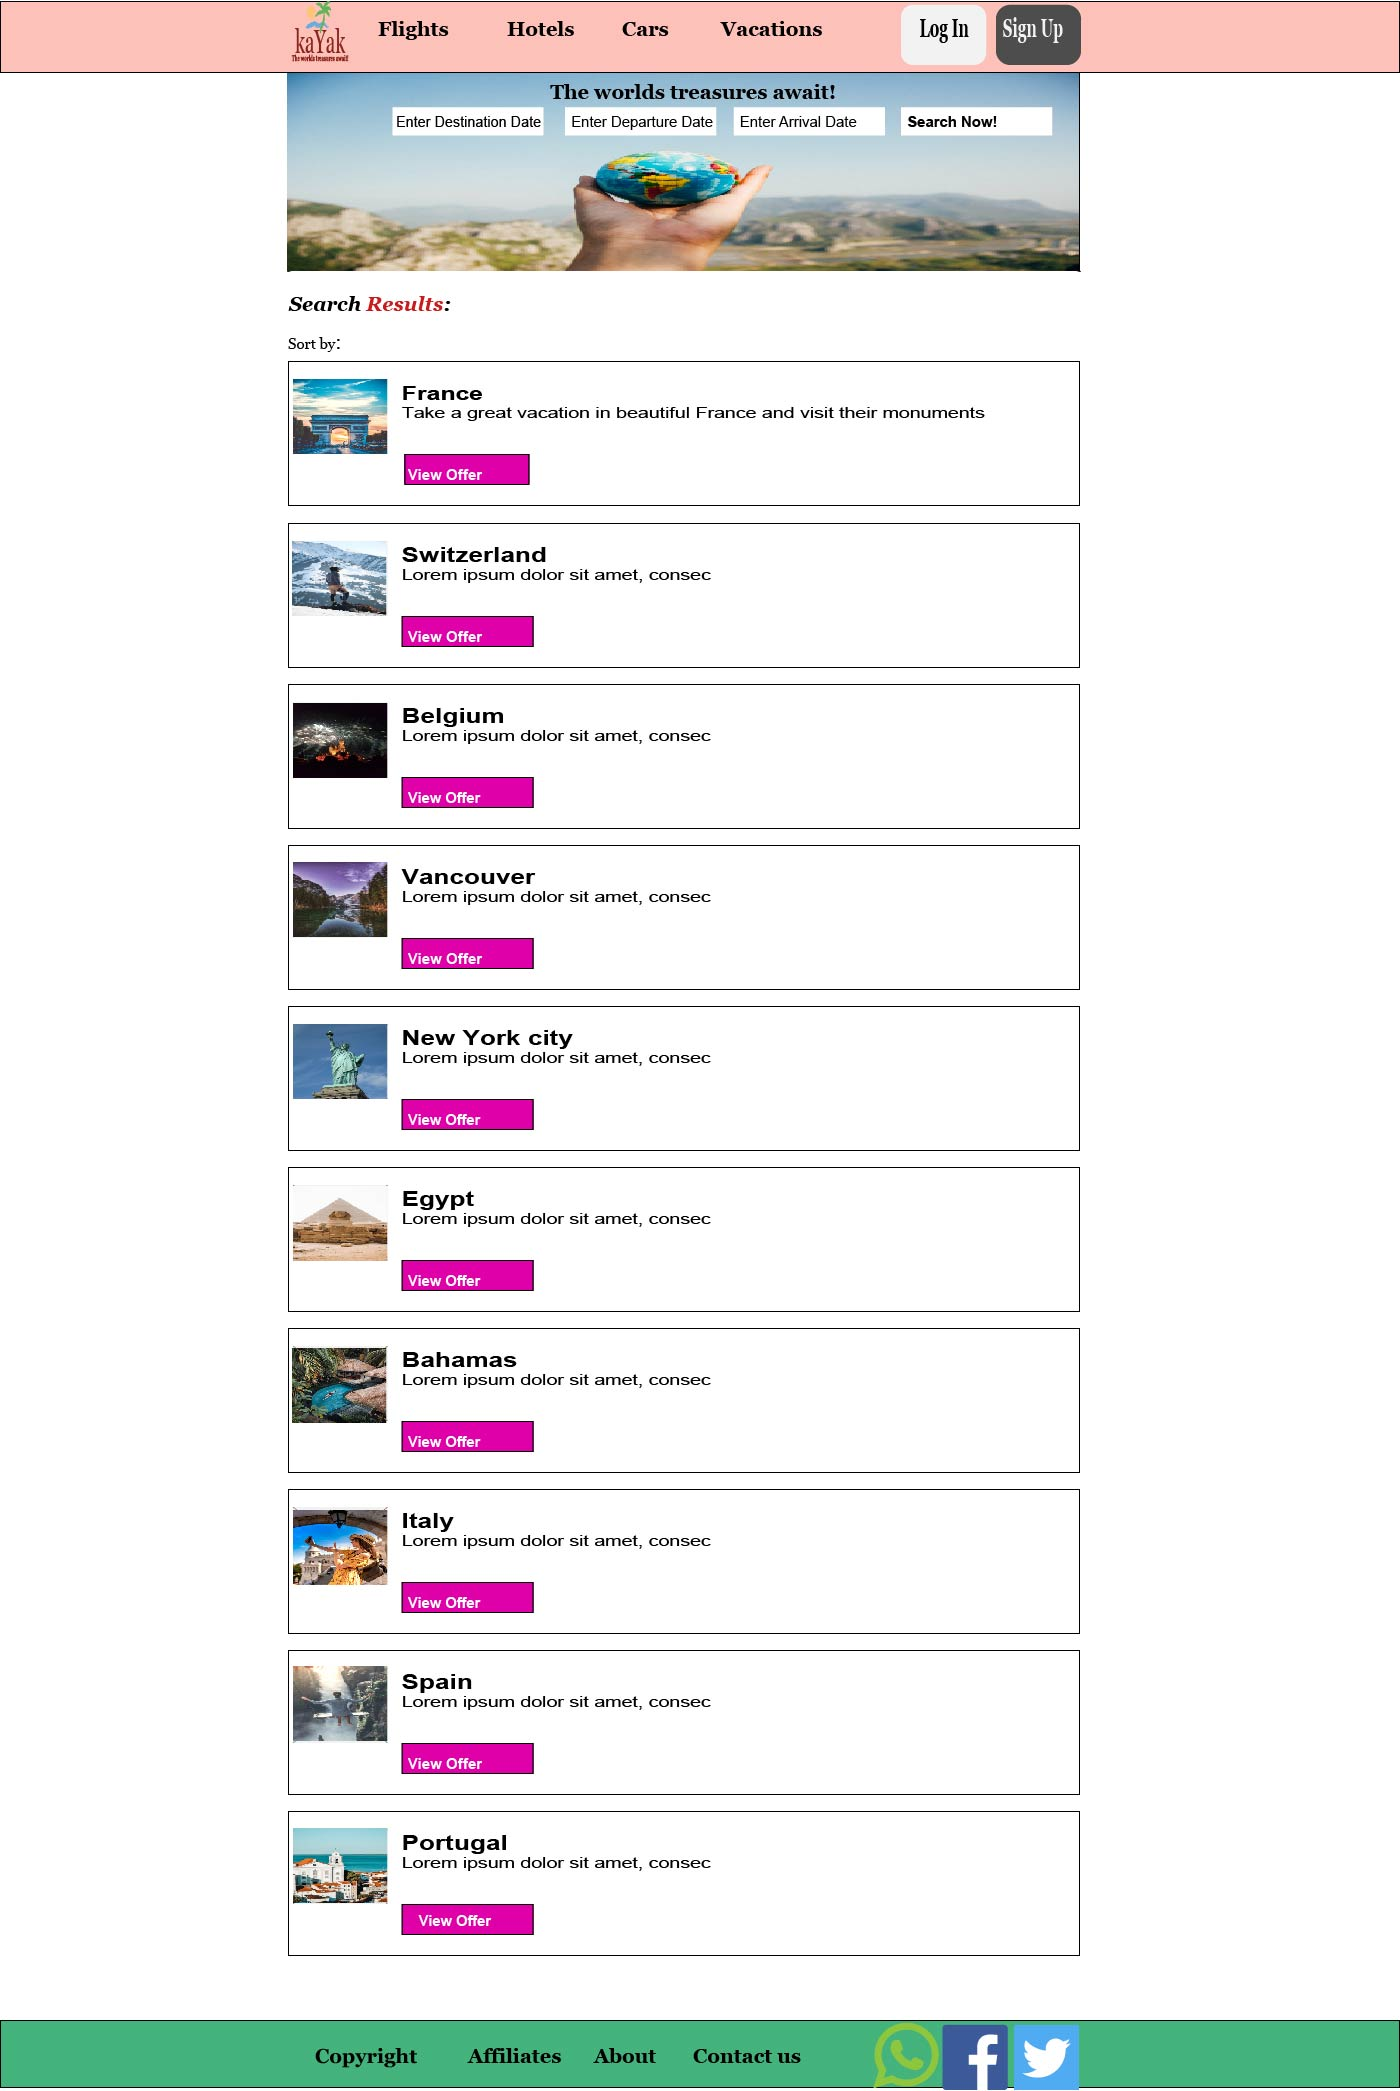 kaYak
The worlds treasures await!
Flights Hotels Cars Vacations Log In Sign Up
The worlds treasures await!
Enter Destination Date Enter Departure Date Enter Arrival Date Search Now!
Search Results:
Sort by:
France
Take a great vacation in beautiful France and visit their monuments
View Offer
Switzerland
Lorem ipsum dolor sit amet, consec
View Offer
Belgium
Lorem ipsum dolor sit amet, consec
View Offer
Vancouver
Lorem ipsum dolor sit amet, consec
View Offer
New York city
Lorem ipsum dolor sit amet, consec
View Offer
Egypt
Lorem ipsum dolor sit amet, consec
View Offer
Bahamas
Lorem ipsum dolor sit amet, consec
View Offer
Italy
Lorem ipsum dolor sit amet, consec
View Offer
Spain
Lorem ipsum dolor sit amet, consec
View Offer
Portugal
Lorem ipsum dolor sit amet, consec
View Offer
Copyright Affiliates About Contact us